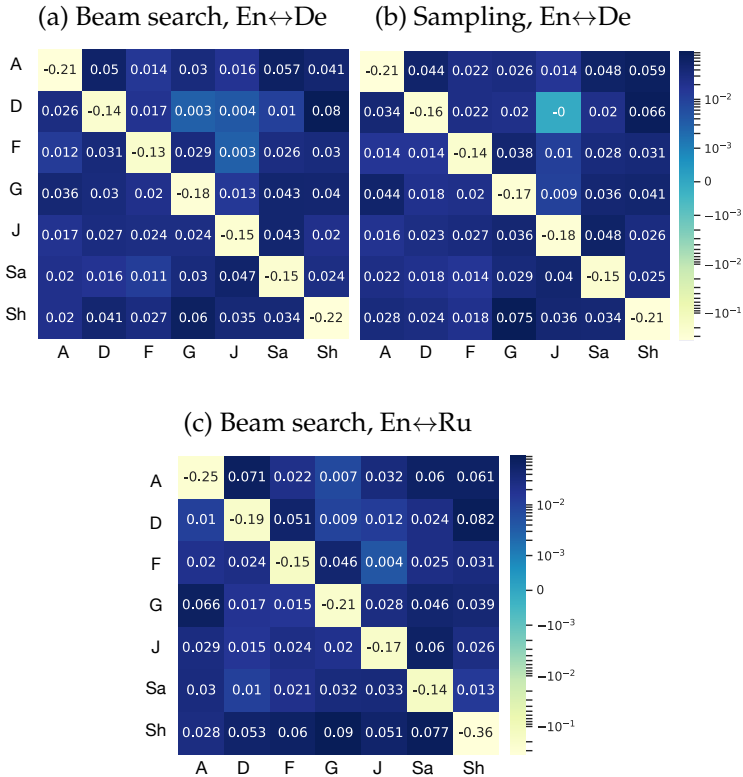 (a) Beam search, En↔De (b) Sampling, En↔De
A -0.21 0.05 0.014 0.03 0.016 0.057 0.041 -0.21 0.044 0.022 0.026 0.014 0.048 0.059
D 0.026 -0.14 0.017 0.003 0.004 0.01 0.08 0.034 -0.16 0.022 0.02 -0 0.02 0.066 10⁻²
F 0.012 0.031 -0.13 0.029 0.003 0.026 0.03 0.014 0.014 -0.14 0.038 0.01 0.028 0.031 10⁻³
G 0.036 0.03 0.02 -0.18 0.013 0.043 0.04 0.044 0.018 0.02 -0.17 0.009 0.036 0.041 0
−10⁻³
J 0.017 0.027 0.024 0.024 -0.15 0.043 0.02 0.016 0.023 0.027 0.036 -0.18 0.048 0.026
Sa 0.02 0.016 0.011 0.03 0.047 -0.15 0.024 0.022 0.018 0.014 0.029 0.04 -0.15 0.025 −10⁻²
Sh 0.02 0.041 0.027 0.06 0.035 0.034 -0.22 0.028 0.024 0.018 0.075 0.036 0.034 -0.21 −10⁻¹
A D F G J Sa Sh A D F G J Sa Sh
(c) Beam search, En↔Ru
A -0.25 0.071 0.022 0.007 0.032 0.06 0.061
D 0.01 -0.19 0.051 0.009 0.012 0.024 0.082 10⁻²
F 0.02 0.024 -0.15 0.046 0.004 0.025 0.031 10⁻³
G 0.066 0.017 0.015 -0.21 0.028 0.046 0.039 0
−10⁻³
J 0.029 0.015 0.024 0.02 -0.17 0.06 0.026
Sa 0.03 0.01 0.021 0.032 0.033 -0.14 0.013 −10⁻²
Sh 0.028 0.053 0.06 0.09 0.051 0.077 -0.36 −10⁻¹
A D F G J Sa Sh